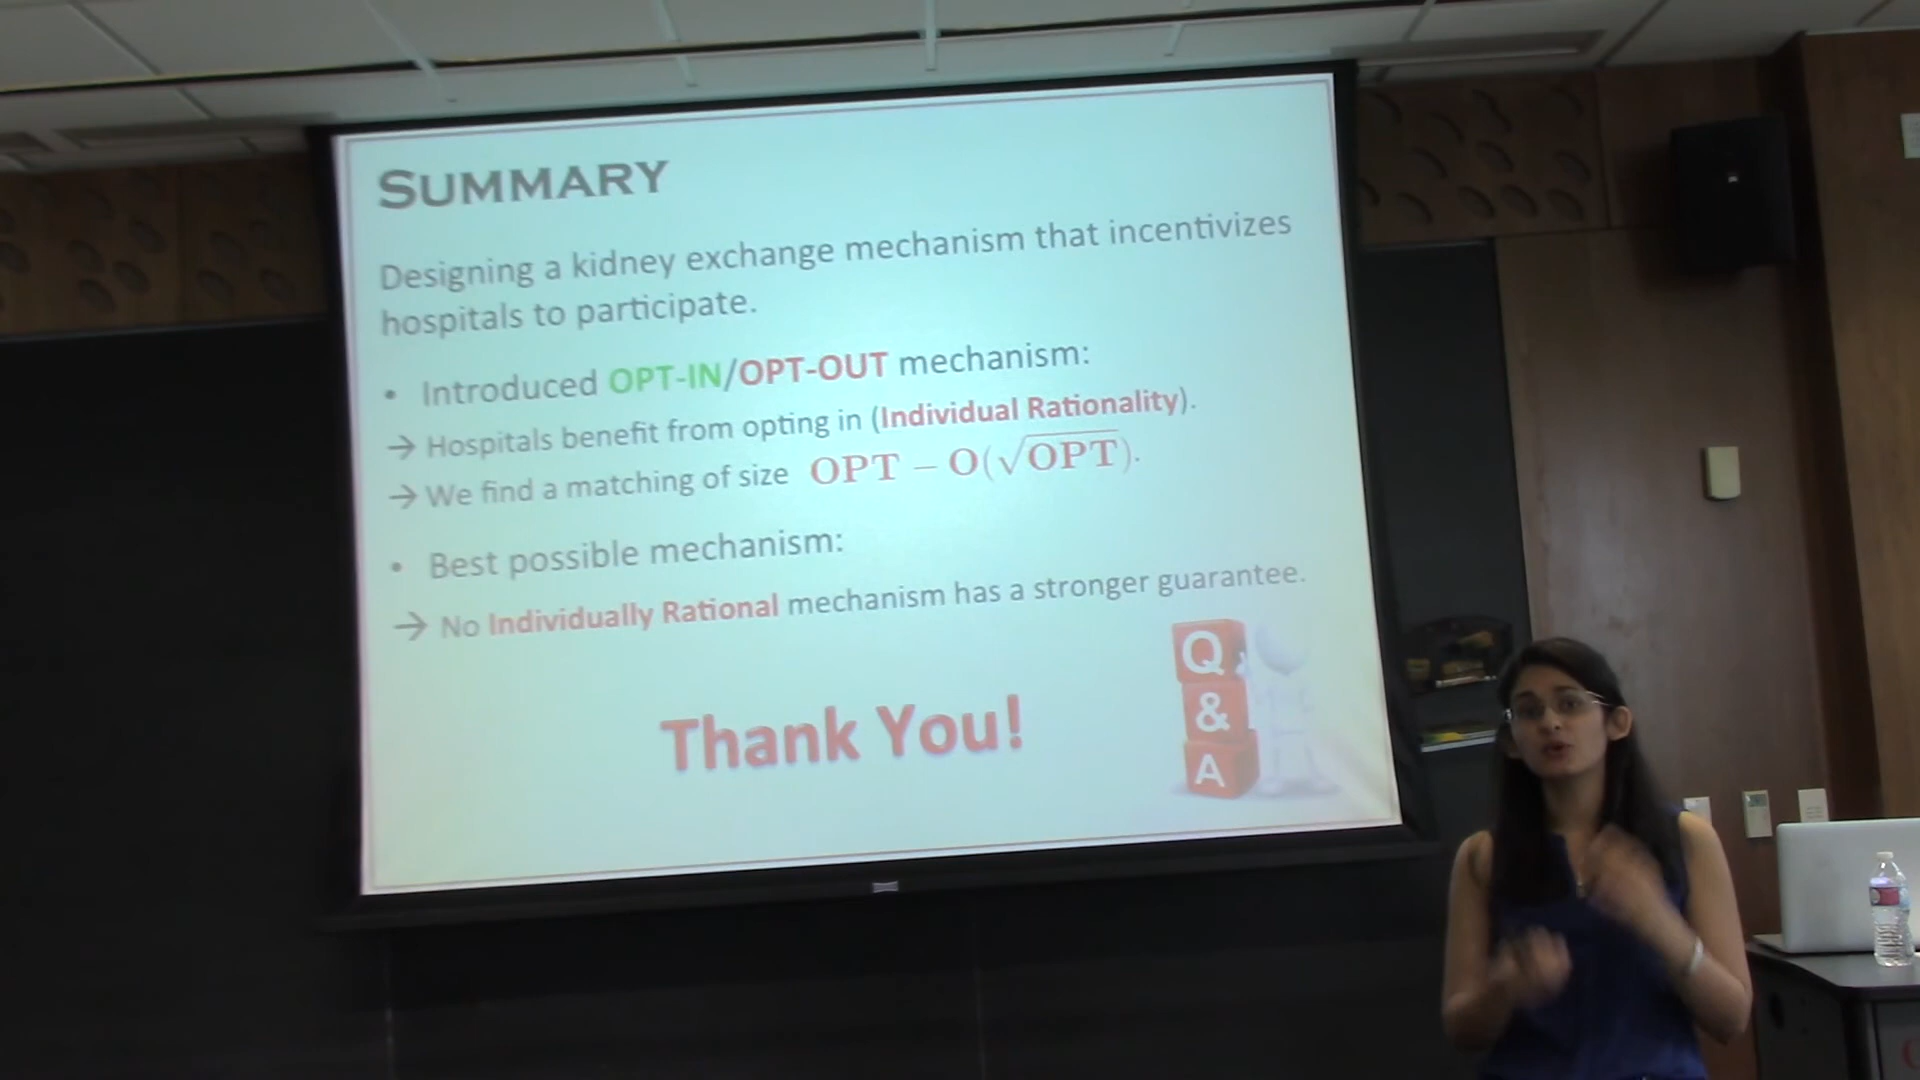 SUMMARY
Designing a kidney exchange mechanism that incentivizes
hospitals to participate.
• Introduced OPT-IN/OPT-OUT mechanism:
→ Hospitals benefit from opting in (Individual Rationality).
→ We find a matching of size OPT − O(√OPT).
• Best possible mechanism:
→ No Individually Rational mechanism has a stronger guarantee.
Thank You!
Q
&
A